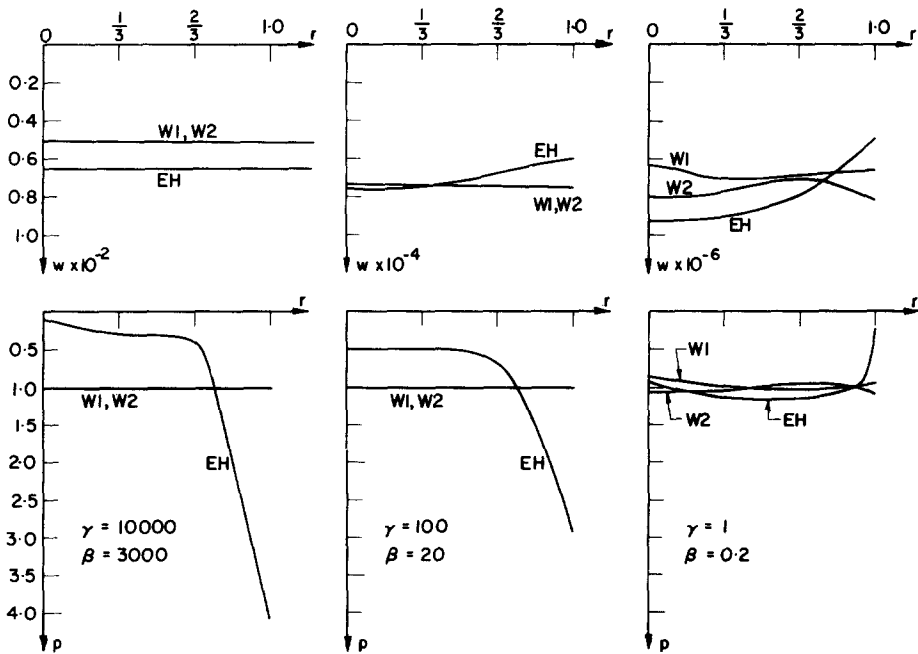 0 1/3 2/3 1·0 r
0·2
0·4
0·6
0·8
1·0
W1, W2
EH
w x10⁻²
0 1/3 2/3 1·0 r
EH
W1,W2
w x10⁻⁴
0 1/3 2/3 1·0 r
W1
W2
EH
w x10⁻⁶
r
0·5
1·0
1·5
2·0
2·5
3·0
3·5
4·0
W1, W2
EH
γ = 10000
β = 3000
p
r
W1, W2
EH
γ = 100
β = 20
p
r
W1
W2
EH
γ = 1
β = 0·2
p